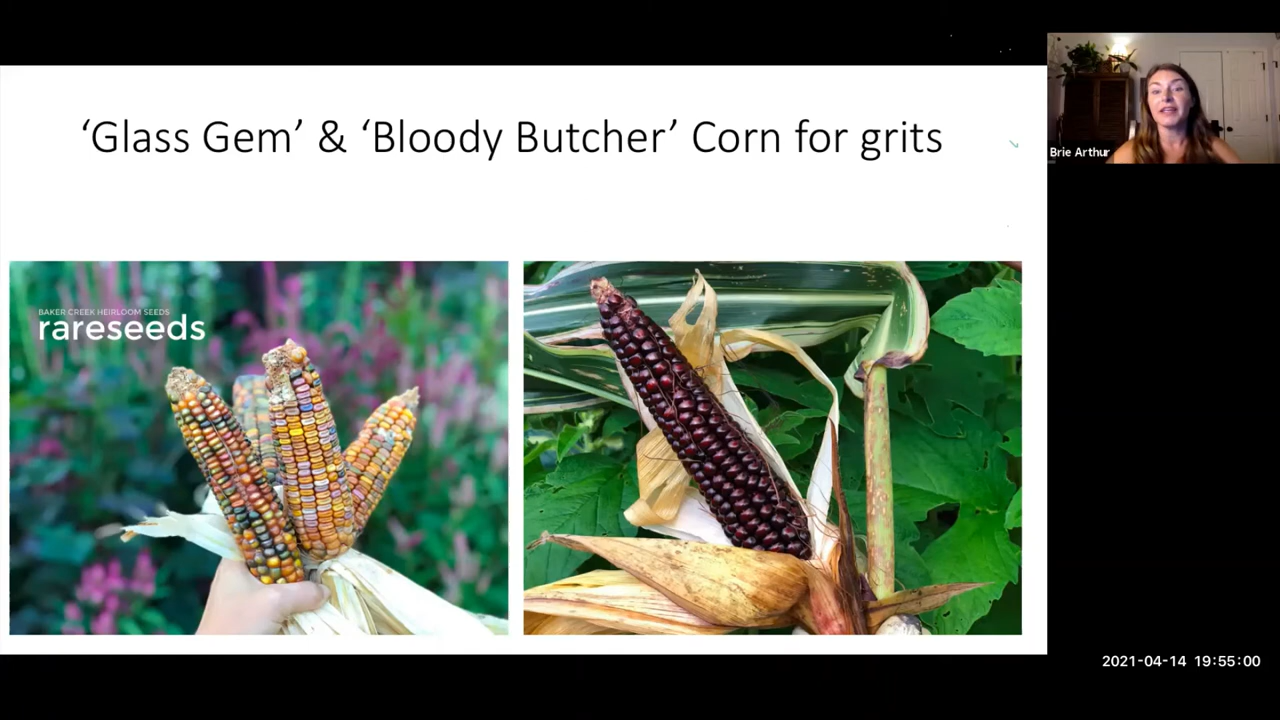 ‘Glass Gem’ & ‘Bloody Butcher’ Corn for grits
Brie Arthur
BAKER CREEK HEIRLOOM SEEDS
rareseeds
2021-04-14 19:55:00